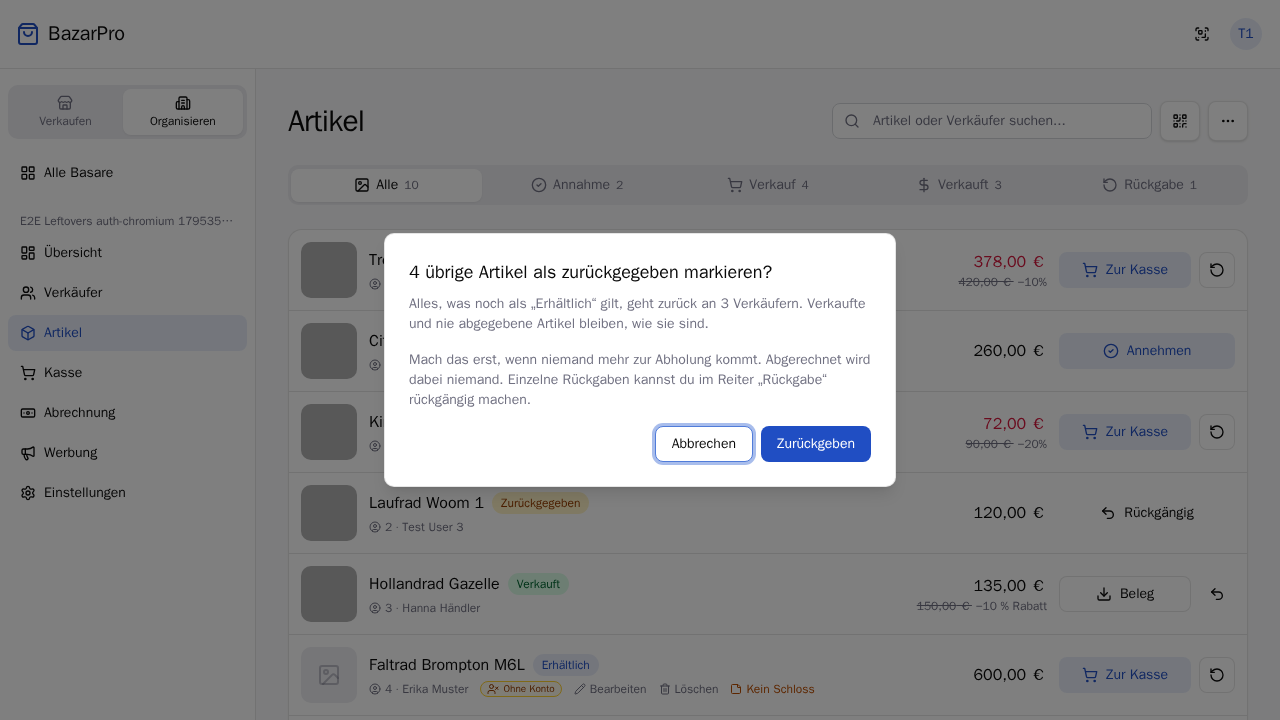 BazarPro
T1
Verkaufen
Organisieren
Alle Basare
E2E Leftovers auth-chromium 179535…
Übersicht
Verkäufer
Artikel
Kasse
Abrechnung
Werbung
Einstellungen
Artikel
Artikel oder Verkäufer suchen...
Alle 10
Annahme 2
Verkauf 4
Verkauft 3
Rückgabe 1
378,00 €
420,00 € −10%
Zur Kasse
260,00 €
Annehmen
72,00 €
90,00 € −20%
Zur Kasse
4 übrige Artikel als zurückgegeben markieren?
Alles, was noch als „Erhältlich“ gilt, geht zurück an 3 Verkäufern. Verkaufte
und nie abgegebene Artikel bleiben, wie sie sind.
Mach das erst, wenn niemand mehr zur Abholung kommt. Abgerechnet wird
dabei niemand. Einzelne Rückgaben kannst du im Reiter „Rückgabe“
rückgängig machen.
Abbrechen
Zurückgeben
Laufrad Woom 1 Zurückgegeben
2 · Test User 3
120,00 €
Rückgängig
Hollandrad Gazelle Verkauft
3 · Hanna Händler
135,00 €
150,00 € −10 % Rabatt
Beleg
Faltrad Brompton M6L Erhältlich
4 · Erika Muster Ohne Konto Bearbeiten Löschen Kein Schloss
600,00 €
Zur Kasse